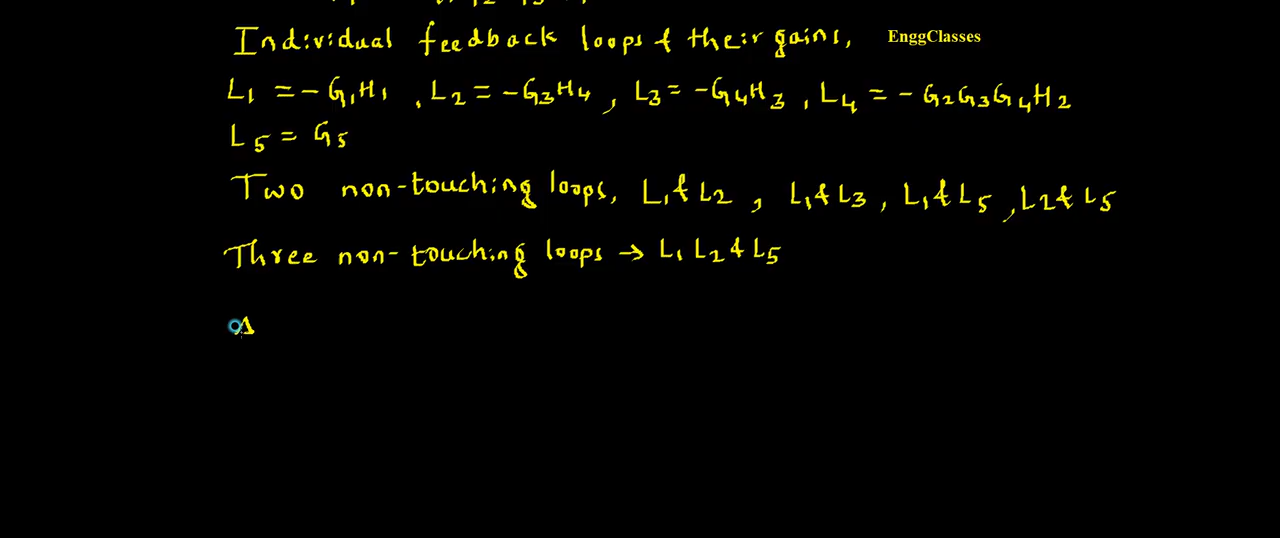 Individual feedback loops & their gains, EnggClasses
L1 = -G1H1, L2 = -G3H4, L3 = -G4H3, L4 = -G2G3G4H2
L5 = G5
Two non-touching loops, L1 & L2, L1 & L3, L1 & L5, L2 & L5
Three non-touching loops → L1 L2 & L5
Δ